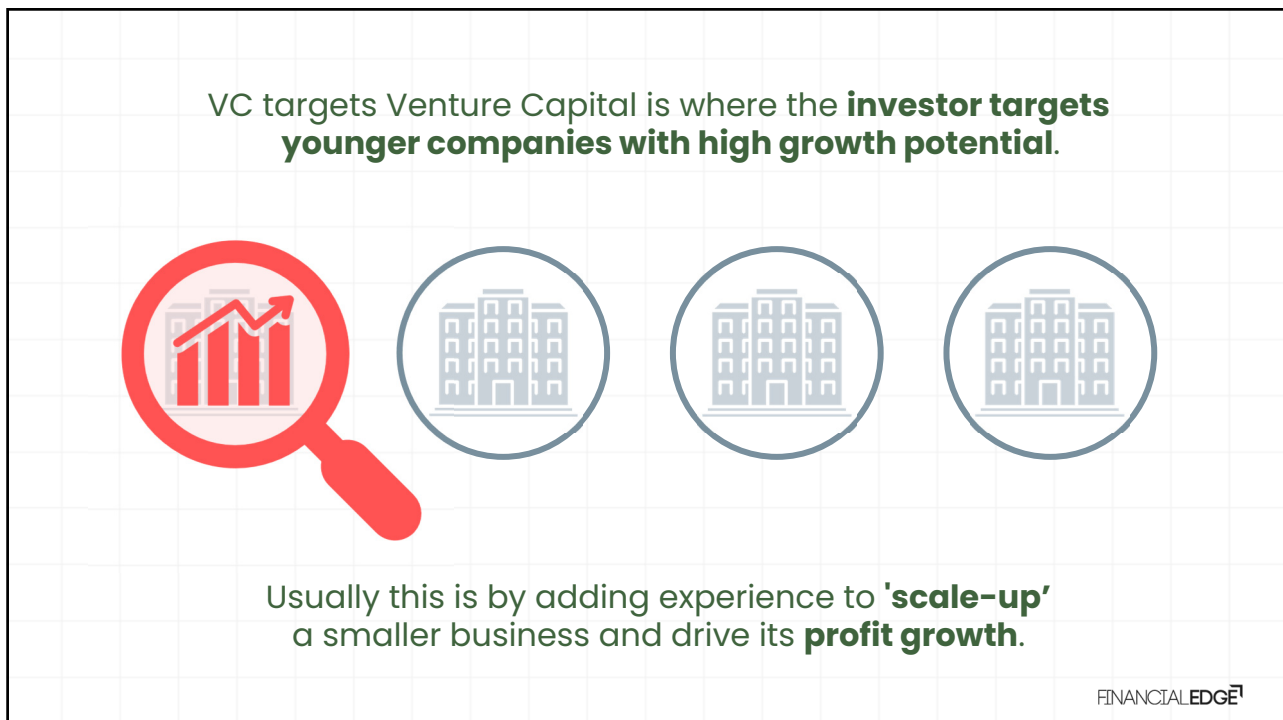 VC targets Venture Capital is where the investor targets
younger companies with high growth potential.
Usually this is by adding experience to 'scale-up’
a smaller business and drive its profit growth.
FINANCIALEDGE